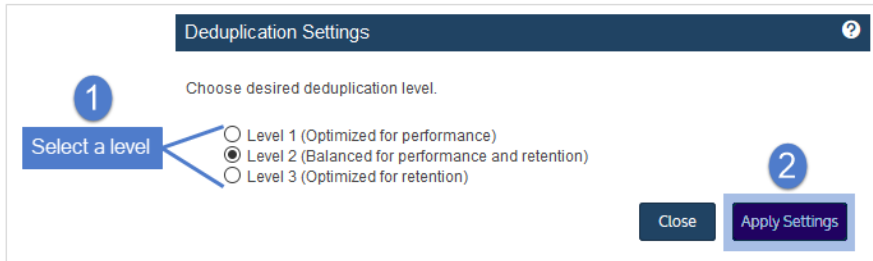 Deduplication Settings
?
1
Choose desired deduplication level.
Select a level
Level 1 (Optimized for performance)
Level 2 (Balanced for performance and retention)
Level 3 (Optimized for retention)
2
Close
Apply Settings